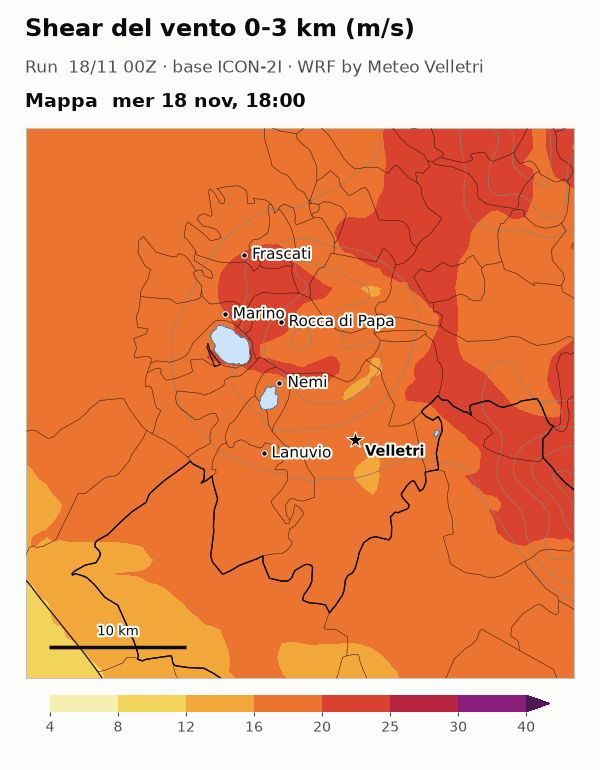 Shear del vento 0-3 km (m/s)
Run  18/11 00Z · base ICON-2I · WRF by Meteo Velletri
Mappa  mer 18 nov, 18:00
Frascati
Marino
Rocca di Papa
Nemi
Velletri
Lanuvio
10 km
4 8 12 16 20 25 30 40